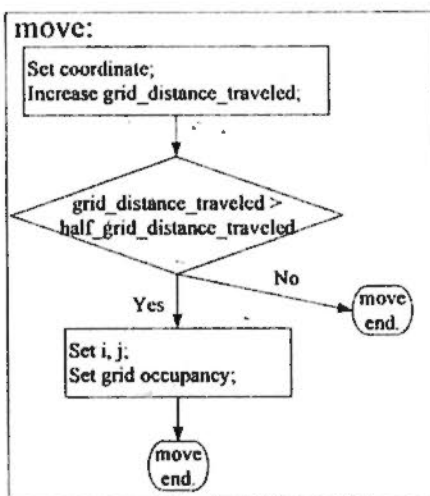 move:
Set coordinate;
Increase grid_distance_traveled;
grid_distance_traveled >
half_grid_distance_traveled
No
Yes
move
end.
Set i, j;
Set grid occupancy;
move
end.